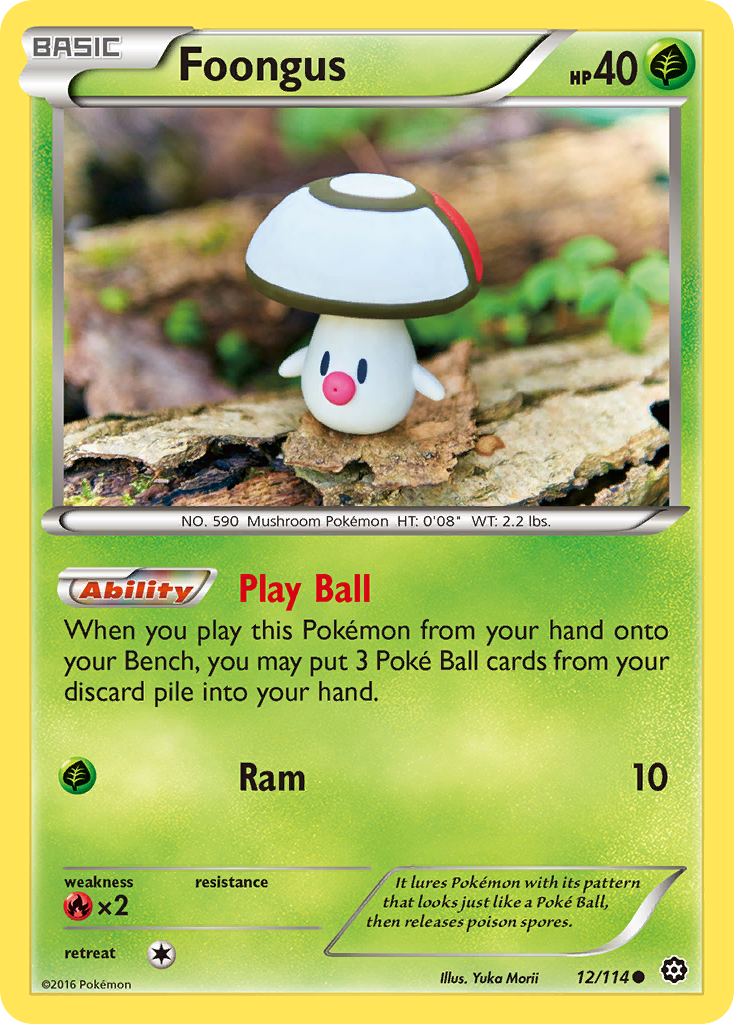 BASIC
Foongus
HP40
NO. 590 Mushroom Pokémon HT: 0'08" WT: 2.2 lbs.
Ability Play Ball
When you play this Pokémon from your hand onto
your Bench, you may put 3 Poké Ball cards from your
discard pile into your hand.
Ram 10
weakness resistance
×2
It lures Pokémon with its pattern
that looks just like a Poké Ball,
then releases poison spores.
retreat
©2016 Pokémon
Illus. Yuka Morii 12/114